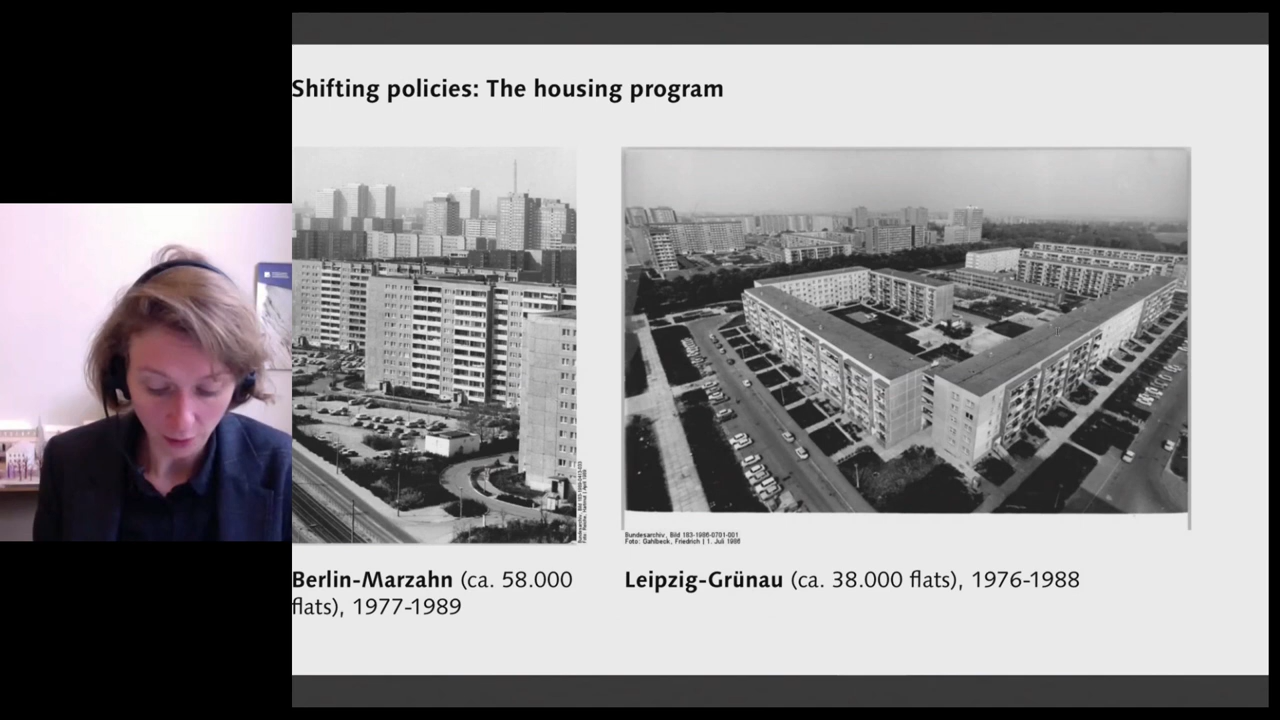 Shifting policies: The housing program
Berlin-Marzahn (ca. 58.000
flats), 1977-1989
Bundesarchiv, Bild 183-1986-0701-001
Foto: Gahlbeck, Friedrich | 1. Juli 1986
Leipzig-Grünau (ca. 38.000 flats), 1976-1988